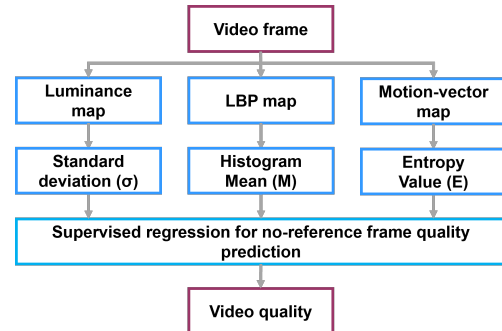 Video frame
Luminance
map
LBP map
Motion-vector
map
Standard
deviation (σ)
Histogram
Mean (M)
Entropy
Value (E)
Supervised regression for no-reference frame quality
prediction
Video quality